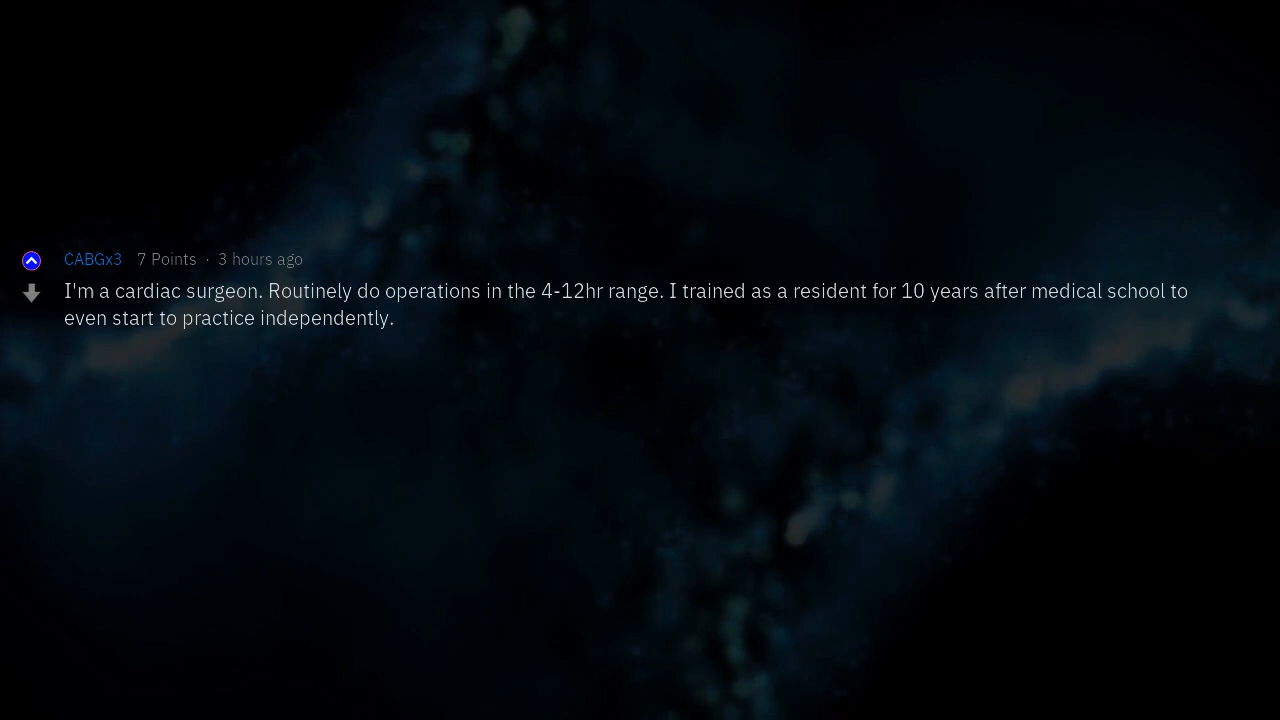 CABGx3 7 Points · 3 hours ago
I'm a cardiac surgeon. Routinely do operations in the 4-12hr range. I trained as a resident for 10 years after medical school to
even start to practice independently.